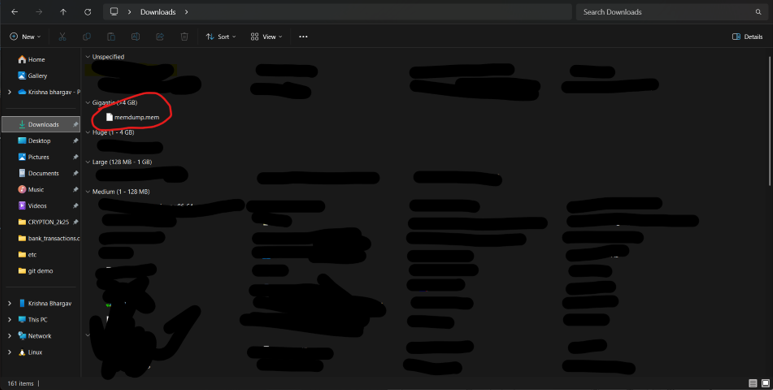 Downloads
Search Downloads
New
Sort
View
Details
Home
Gallery
Krishna bhargav - P
Downloads
Desktop
Pictures
Documents
Music
Videos
CRYPTON_2k25
bank_transactions.c
etc
git demo
Krishna Bhargav
This PC
Network
Linux
Unspecified
Gigantic (>4 GB)
memdump.mem
Huge (1 - 4 GB)
Large (128 MB - 1 GB)
Medium (1 - 128 MB)
161 items